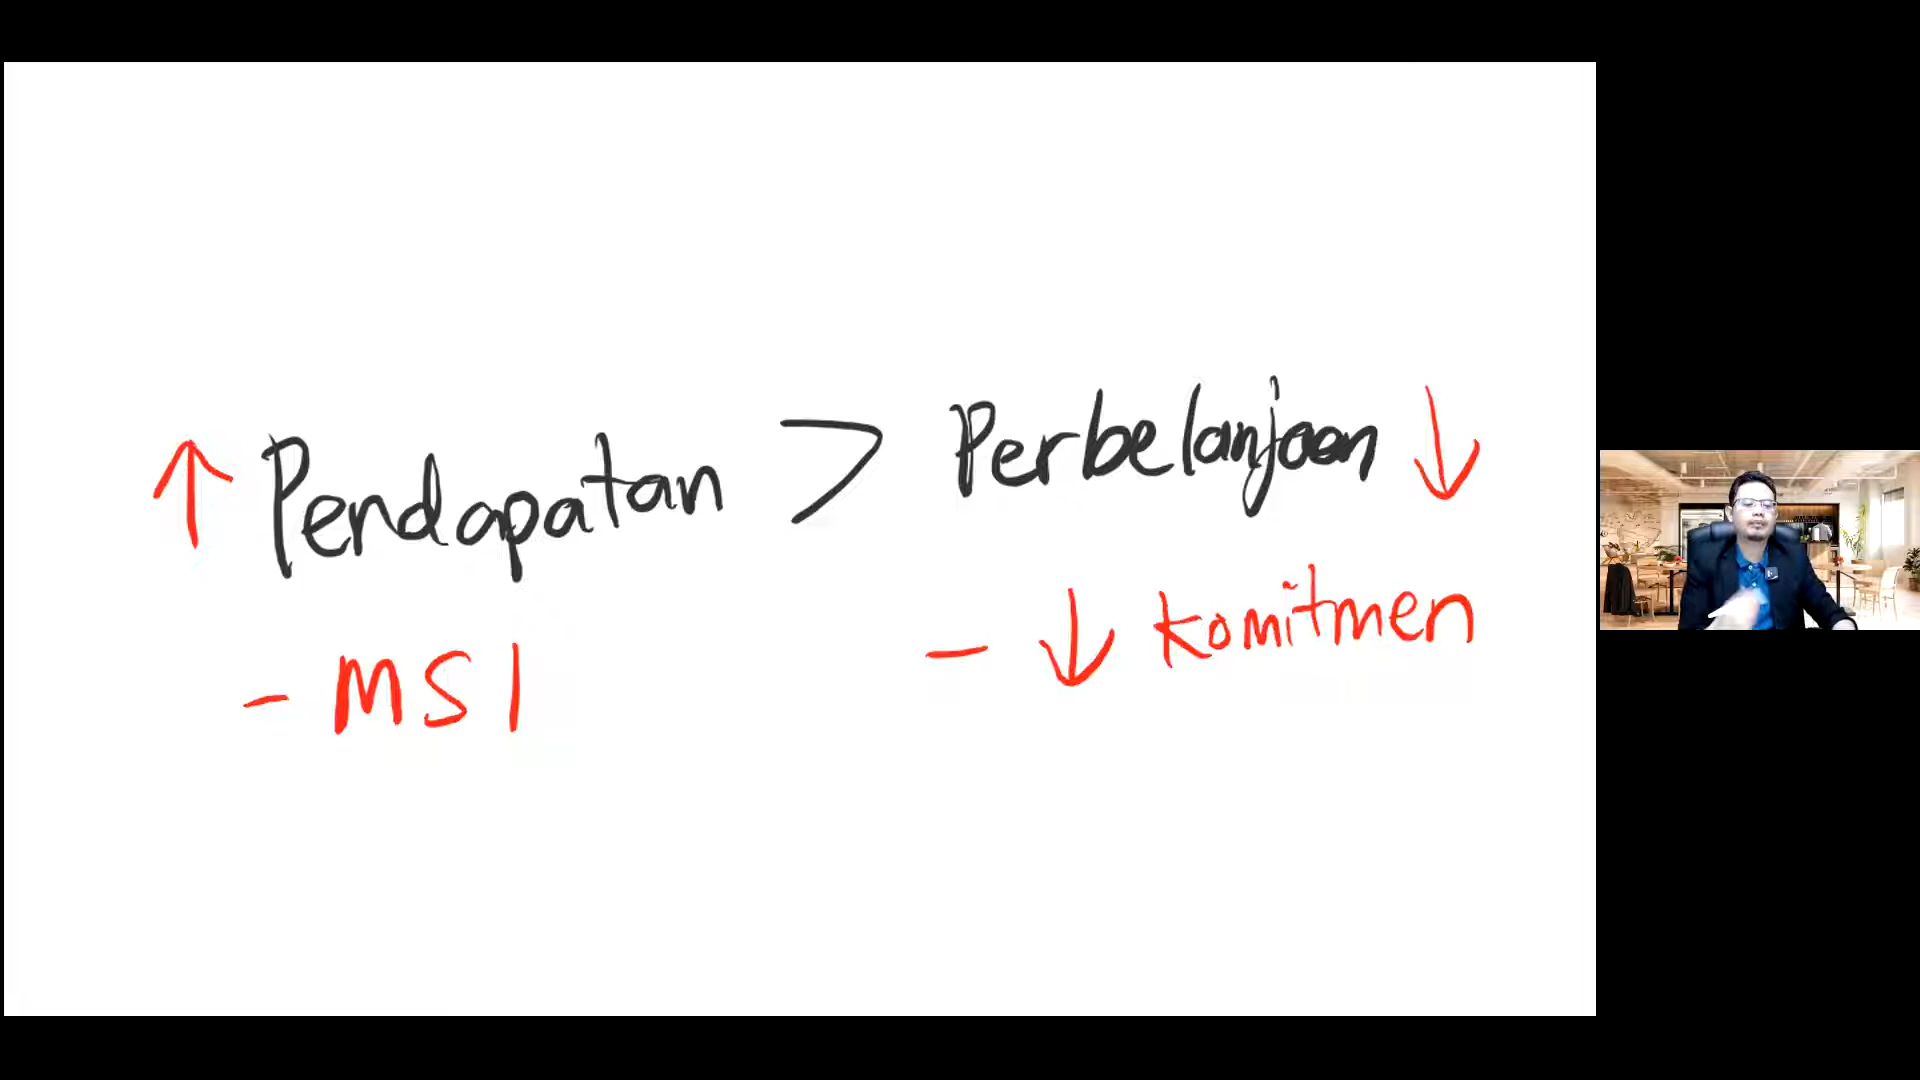 ↑ Pendapatan > Perbelanjaan ↓
- MSI
- ↓ Komitmen